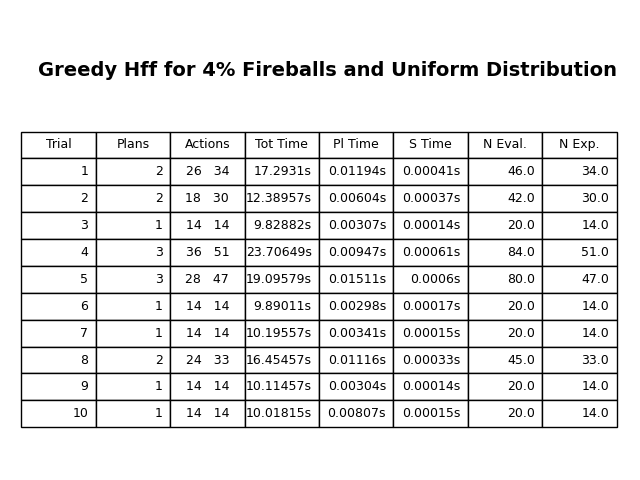 Greedy Hff for 4% Fireballs and Uniform Distribution
Trial Plans Actions Tot Time Pl Time S Time N Eval. N Exp.
1 2 26 34 17.2931s 0.01194s 0.00041s 46.0 34.0
2 2 18 30 12.38957s 0.00604s 0.00037s 42.0 30.0
3 1 14 14 9.82882s 0.00307s 0.00014s 20.0 14.0
4 3 36 51 23.70649s 0.00947s 0.00061s 84.0 51.0
5 3 28 47 19.09579s 0.01511s 0.0006s 80.0 47.0
6 1 14 14 9.89011s 0.00298s 0.00017s 20.0 14.0
7 1 14 14 10.19557s 0.00341s 0.00015s 20.0 14.0
8 2 24 33 16.45457s 0.01116s 0.00033s 45.0 33.0
9 1 14 14 10.11457s 0.00304s 0.00014s 20.0 14.0
10 1 14 14 10.01815s 0.00807s 0.00015s 20.0 14.0